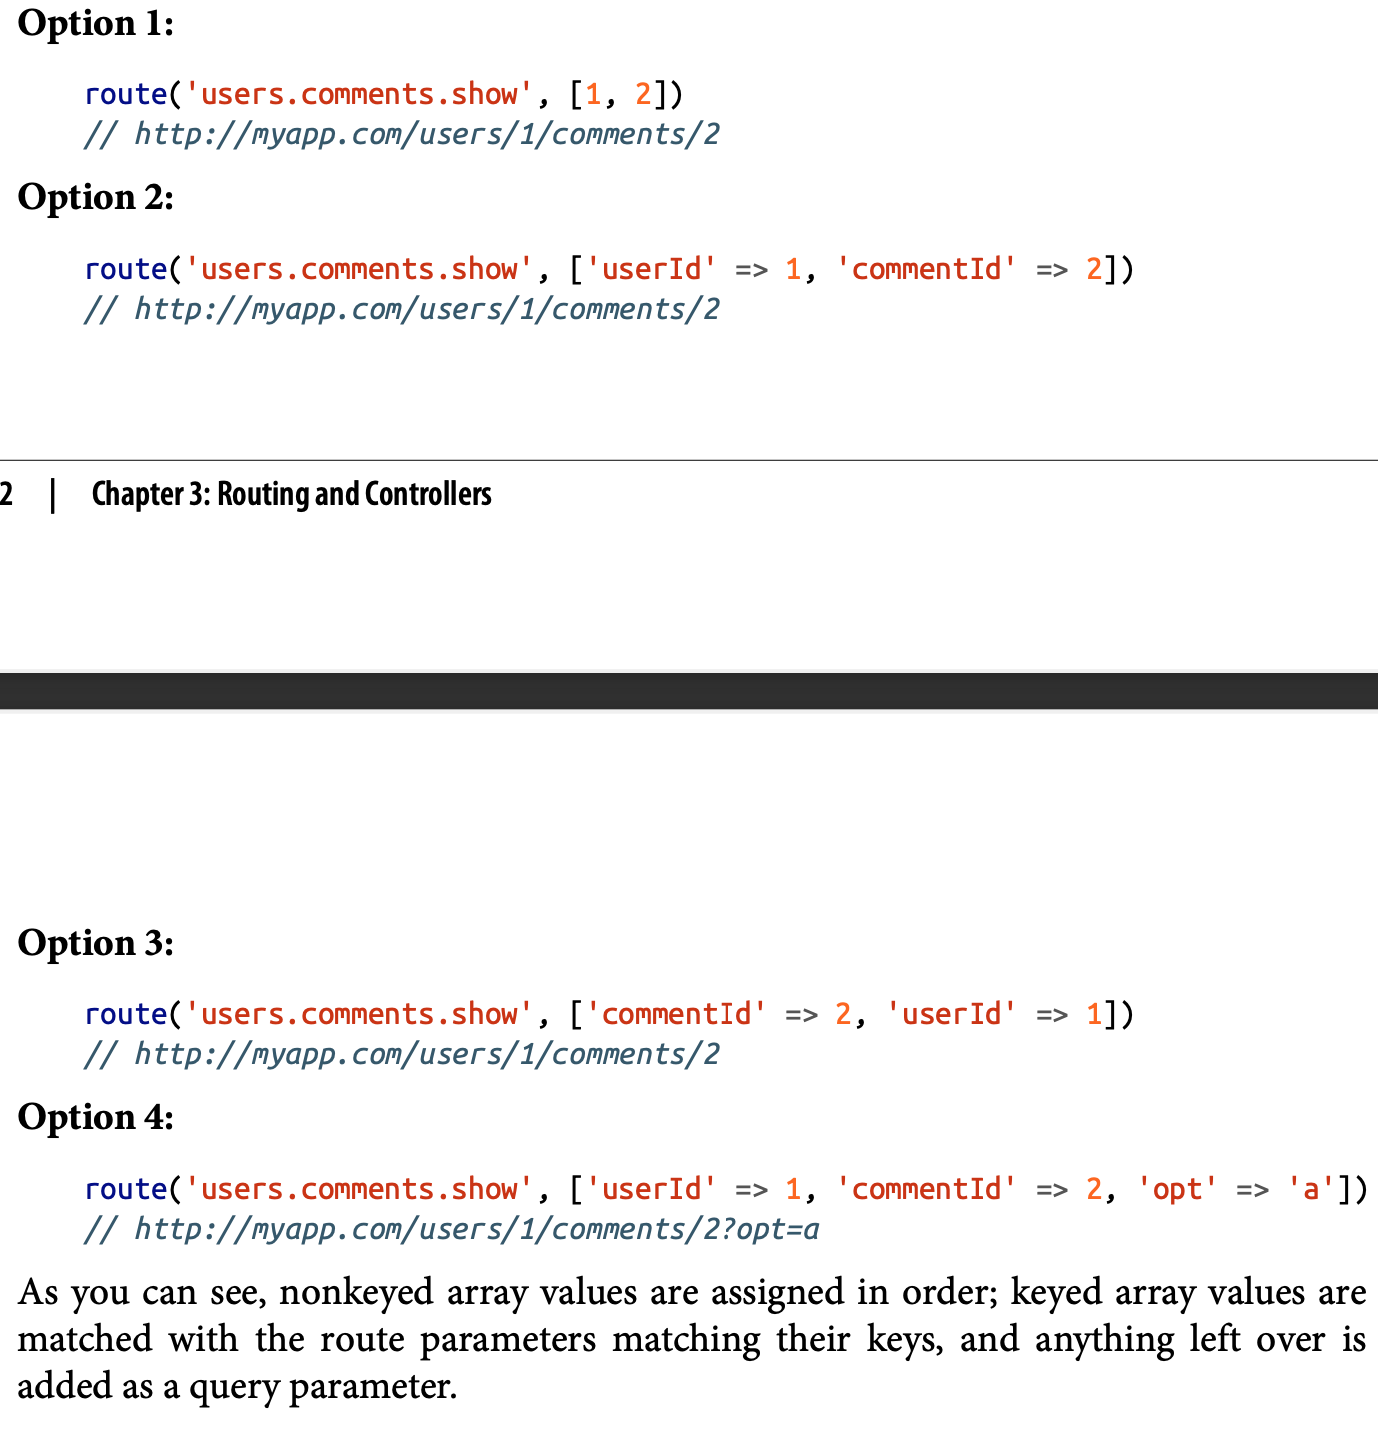 Option 1:
route('users.comments.show', [1, 2])
// http://myapp.com/users/1/comments/2
Option 2:
route('users.comments.show', ['userId' => 1, 'commentId' => 2])
// http://myapp.com/users/1/comments/2
2 | Chapter 3: Routing and Controllers
Option 3:
route('users.comments.show', ['commentId' => 2, 'userId' => 1])
// http://myapp.com/users/1/comments/2
Option 4:
route('users.comments.show', ['userId' => 1, 'commentId' => 2, 'opt' => 'a'])
// http://myapp.com/users/1/comments/2?opt=a
As you can see, nonkeyed array values are assigned in order; keyed array values are
matched with the route parameters matching their keys, and anything left over is
added as a query parameter.